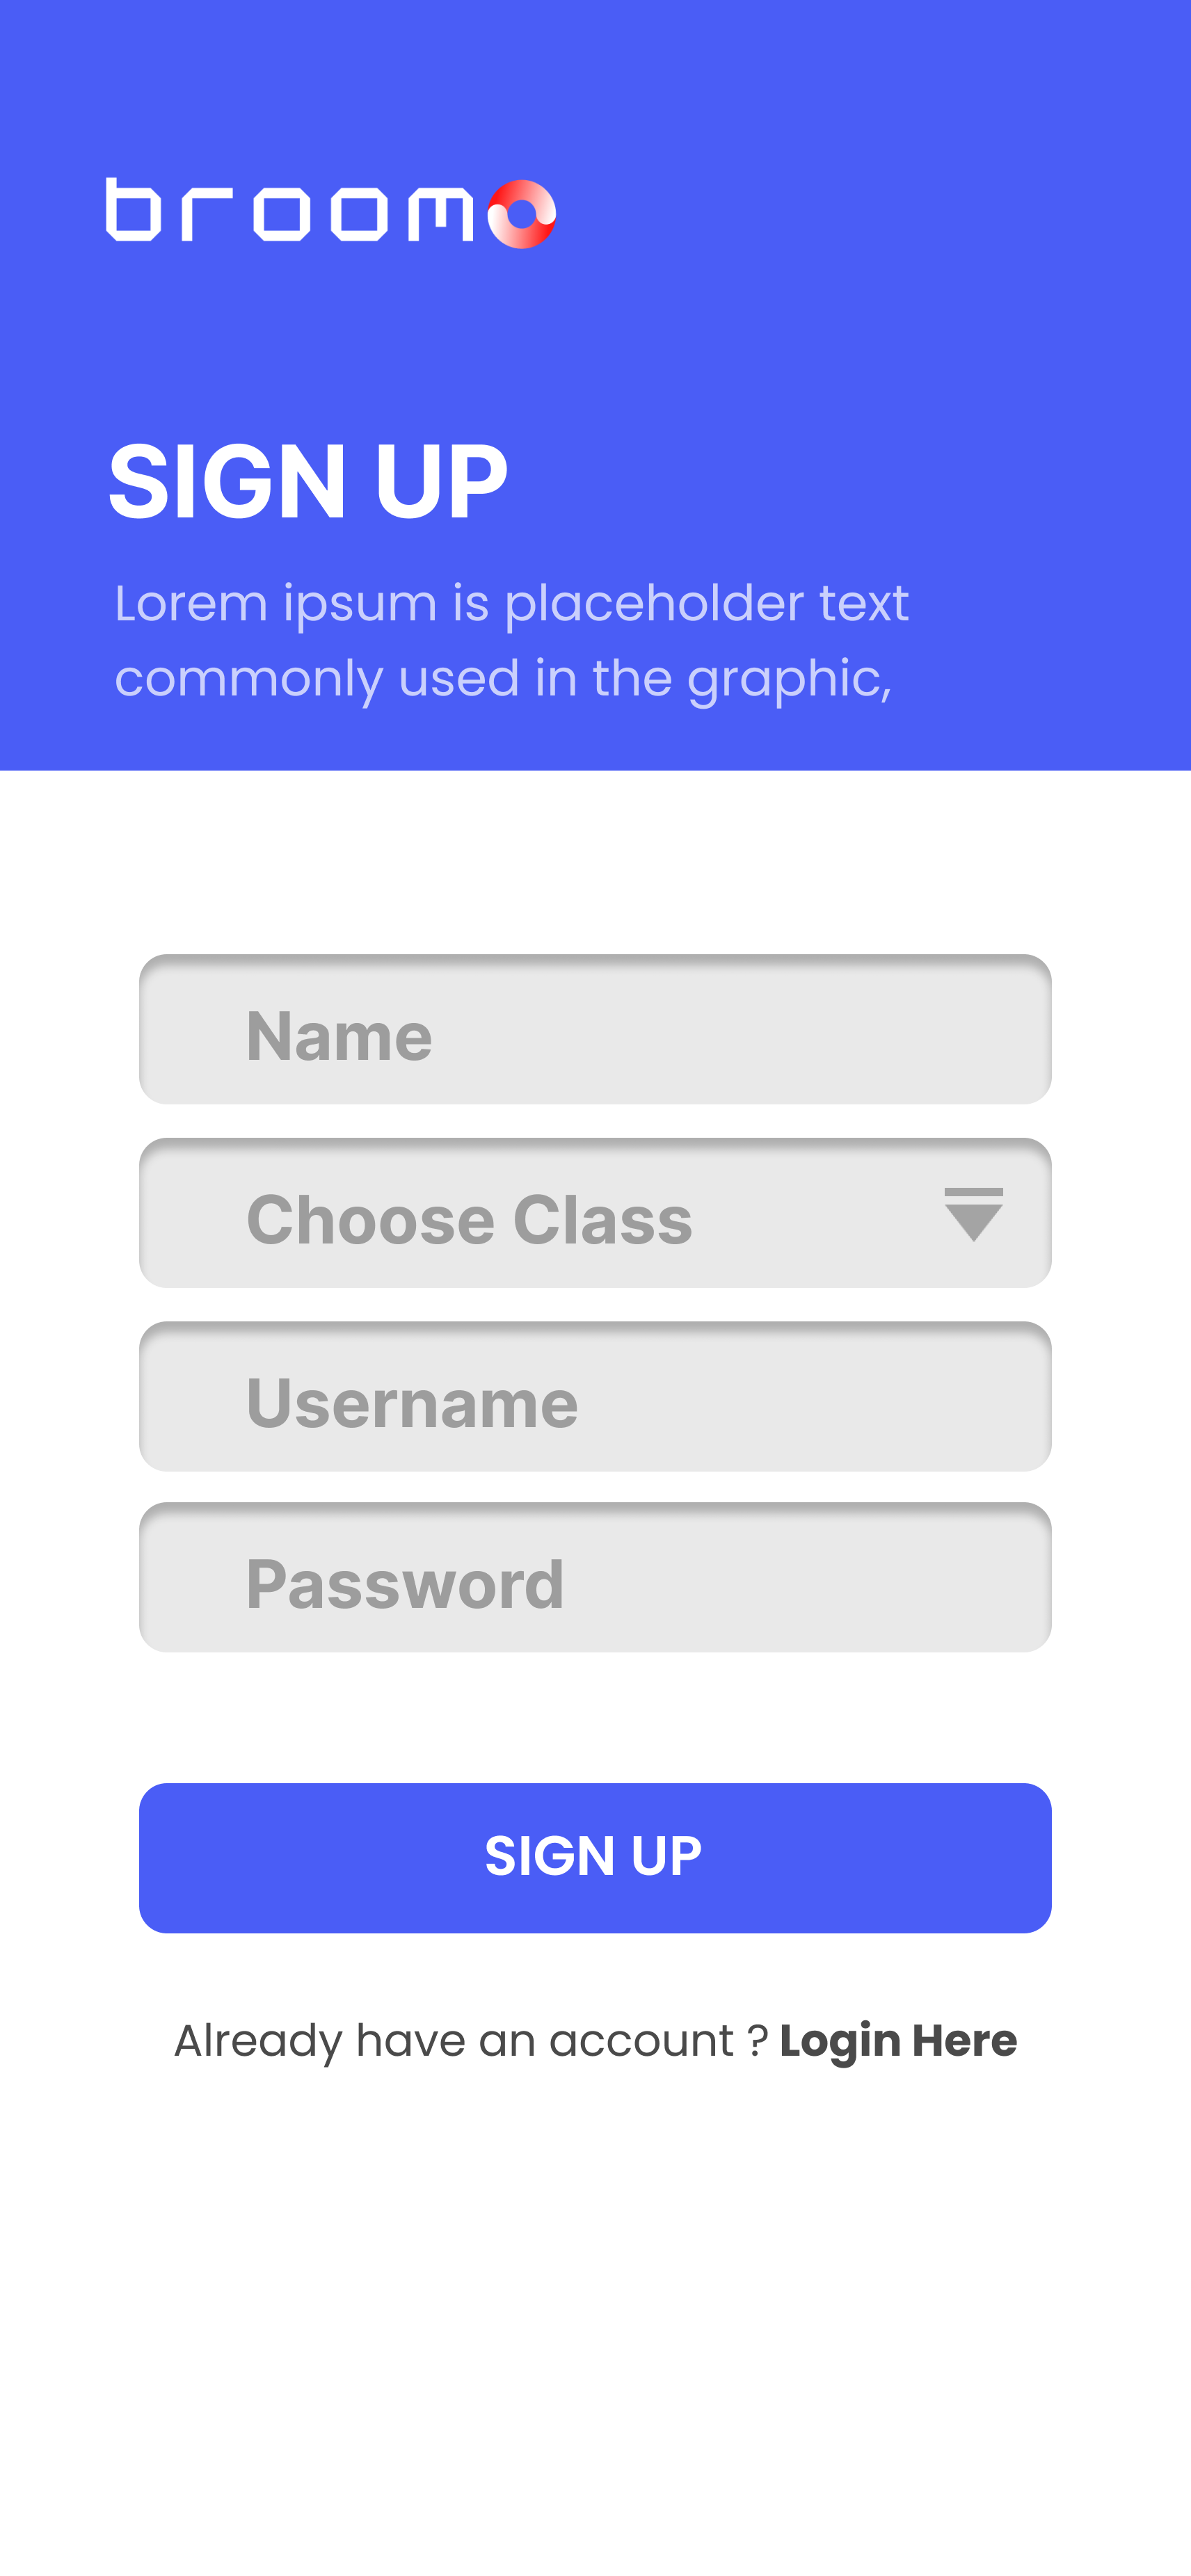 broom
SIGN UP
Lorem ipsum is placeholder text
commonly used in the graphic,
Name
Choose Class
Username
Password
SIGN UP
Already have an account ? Login Here